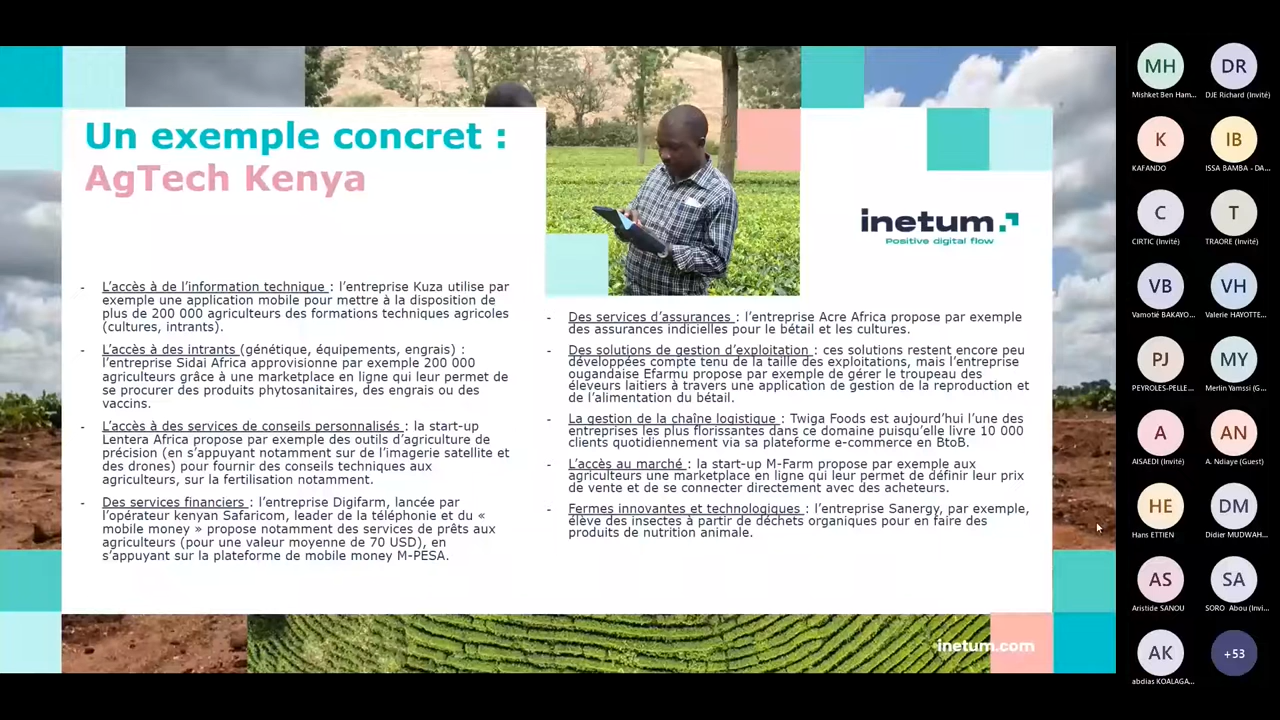 Un exemple concret :
AgTech Kenya
inetum.
Positive digital flow
- L'accès à de l'information technique : l'entreprise Kuza utilise par
exemple une application mobile pour mettre à la disposition de
plus de 200 000 agriculteurs des formations techniques agricoles
(cultures, intrants).
- L'accès à des intrants (génétique, équipements, engrais) :
l'entreprise Sidai Africa approvisionne par exemple 200 000
agriculteurs grâce à une marketplace en ligne qui leur permet de
se procurer des produits phytosanitaires, des engrais ou des
vaccins.
- L'accès à des services de conseils personnalisés : la start-up
Lentera Africa propose par exemple des outils d'agriculture de
précision (en s'appuyant notamment sur de l'imagerie satellite et
des drones) pour fournir des conseils techniques aux
agriculteurs, sur la fertilisation notamment.
- Des services financiers : l'entreprise Digifarm, lancée par
l'opérateur kenyan Safaricom, leader de la téléphonie et du «
mobile money » propose notamment des services de prêts aux
agriculteurs (pour une valeur moyenne de 70 USD), en
s'appuyant sur la plateforme de mobile money M-PESA.
- Des services d'assurances : l'entreprise Acre Africa propose par exemple
des assurances indicielles pour le bétail et les cultures.
- Des solutions de gestion d'exploitation : ces solutions restent encore peu
développées compte tenu de la taille des exploitations, mais l'entreprise
ougandaise Efarmu propose par exemple de gérer le troupeau des
éleveurs laitiers à travers une application de gestion de la reproduction et
de l'alimentation du bétail.
- La gestion de la chaîne logistique : Twiga Foods est aujourd'hui l'une des
entreprises les plus florissantes dans ce domaine puisqu'elle livre 10 000
clients quotidiennement via sa plateforme e-commerce en BtoB.
- L'accès au marché : la start-up M-Farm propose par exemple aux
agriculteurs une marketplace en ligne qui leur permet de définir leur prix
de vente et de se connecter directement avec des acheteurs.
- Fermes innovantes et technologiques : l'entreprise Sanergy, par exemple,
élève des insectes à partir de déchets organiques pour en faire des
produits de nutrition animale.
inetum.com
MH DR
Mishket Ben Ham... DJE Richard (Invité)
K IB
KAFANDO ISSA BAMBA - DA...
C T
CIRTIC (Invité) TRAORE (Invité)
VB VH
Vamotié BAKAYO... Valerie HAYOTTE...
PJ MY
PEYROLES-PELLE... Merlin Yamssi (G...
A AN
AISAEDI (Invité) A. Ndiaye (Guest)
HE DM
Hans ETTIEN Didier MUDWAH...
AS SA
Aristide SANOU SORO Abou (Invi...
AK +53
abdias KOALAGA...